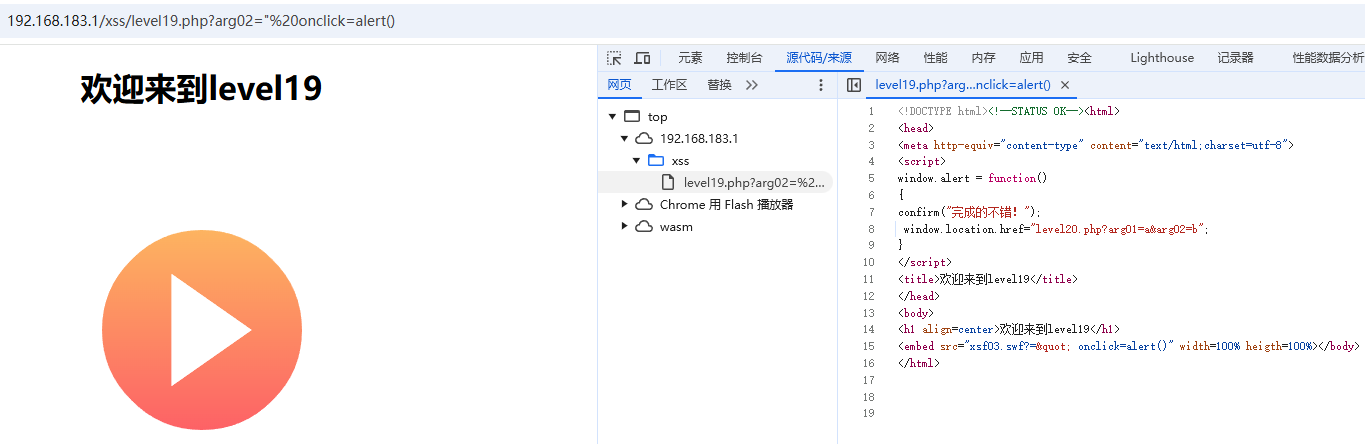 192.168.183.1/xss/level19.php?arg02="%20onclick=alert()
欢迎来到level19
元素 控制台 源代码/来源 网络 性能 内存 应用 安全 Lighthouse 记录器 性能数据分析
网页 工作区 替换
top
192.168.183.1
xss
level19.php?arg02=%2...
Chrome 用 Flash 播放器
wasm
level19.php?arg...nclick=alert()
1 <!DOCTYPE html><!--STATUS OK--><html>
2 <head>
3 <meta http-equiv="content-type" content="text/html;charset=utf-8">
4 <script>
5 window.alert = function()
6 {
7 confirm("完成的不错！");
8 window.location.href="level20.php?arg01=a&arg02=b";
9 }
10 </script>
11 <title>欢迎来到level19</title>
12 </head>
13 <body>
14 <h1 align=center>欢迎来到level19</h1>
15 <embed src="xsf03.swf?=&quot; onclick=alert()" width=100% heigth=100%></body>
16 </html>
17
18
19